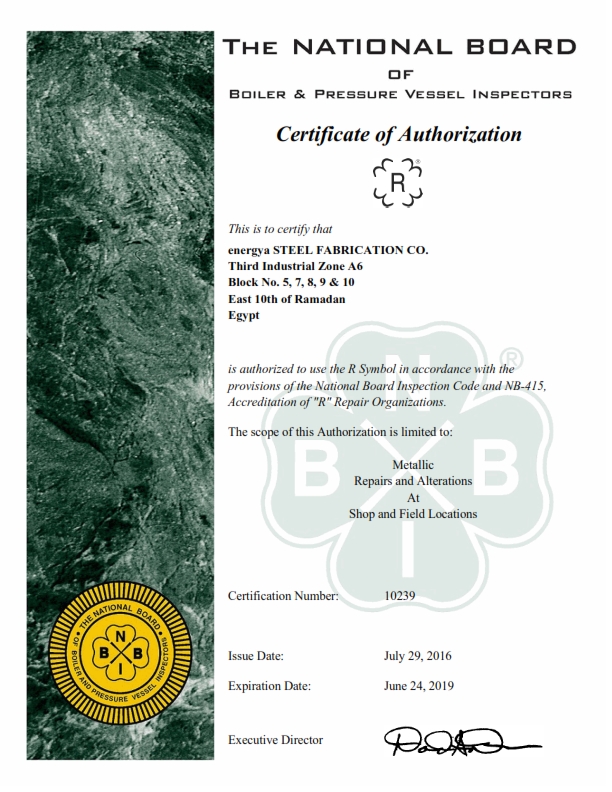 The NATIONAL BOARD
OF
Boiler & Pressure Vessel Inspectors
Certificate of Authorization
R®
This is to certify that
energya STEEL FABRICATION CO.
Third Industrial Zone A6
Block No. 5, 7, 8, 9 & 10
East 10th of Ramadan
Egypt
is authorized to use the R Symbol in accordance with the
provisions of the National Board Inspection Code and NB-415,
Accreditation of "R" Repair Organizations.
The scope of this Authorization is limited to:
Metallic
Repairs and Alterations
At
Shop and Field Locations
N ®
B B
I
Certification Number: 10239
THE NATIONAL BOARD
OF BOILER AND PRESSURE VESSEL INSPECTORS
N
B B
I
Issue Date: July 29, 2016
Expiration Date: June 24, 2019
Executive Director